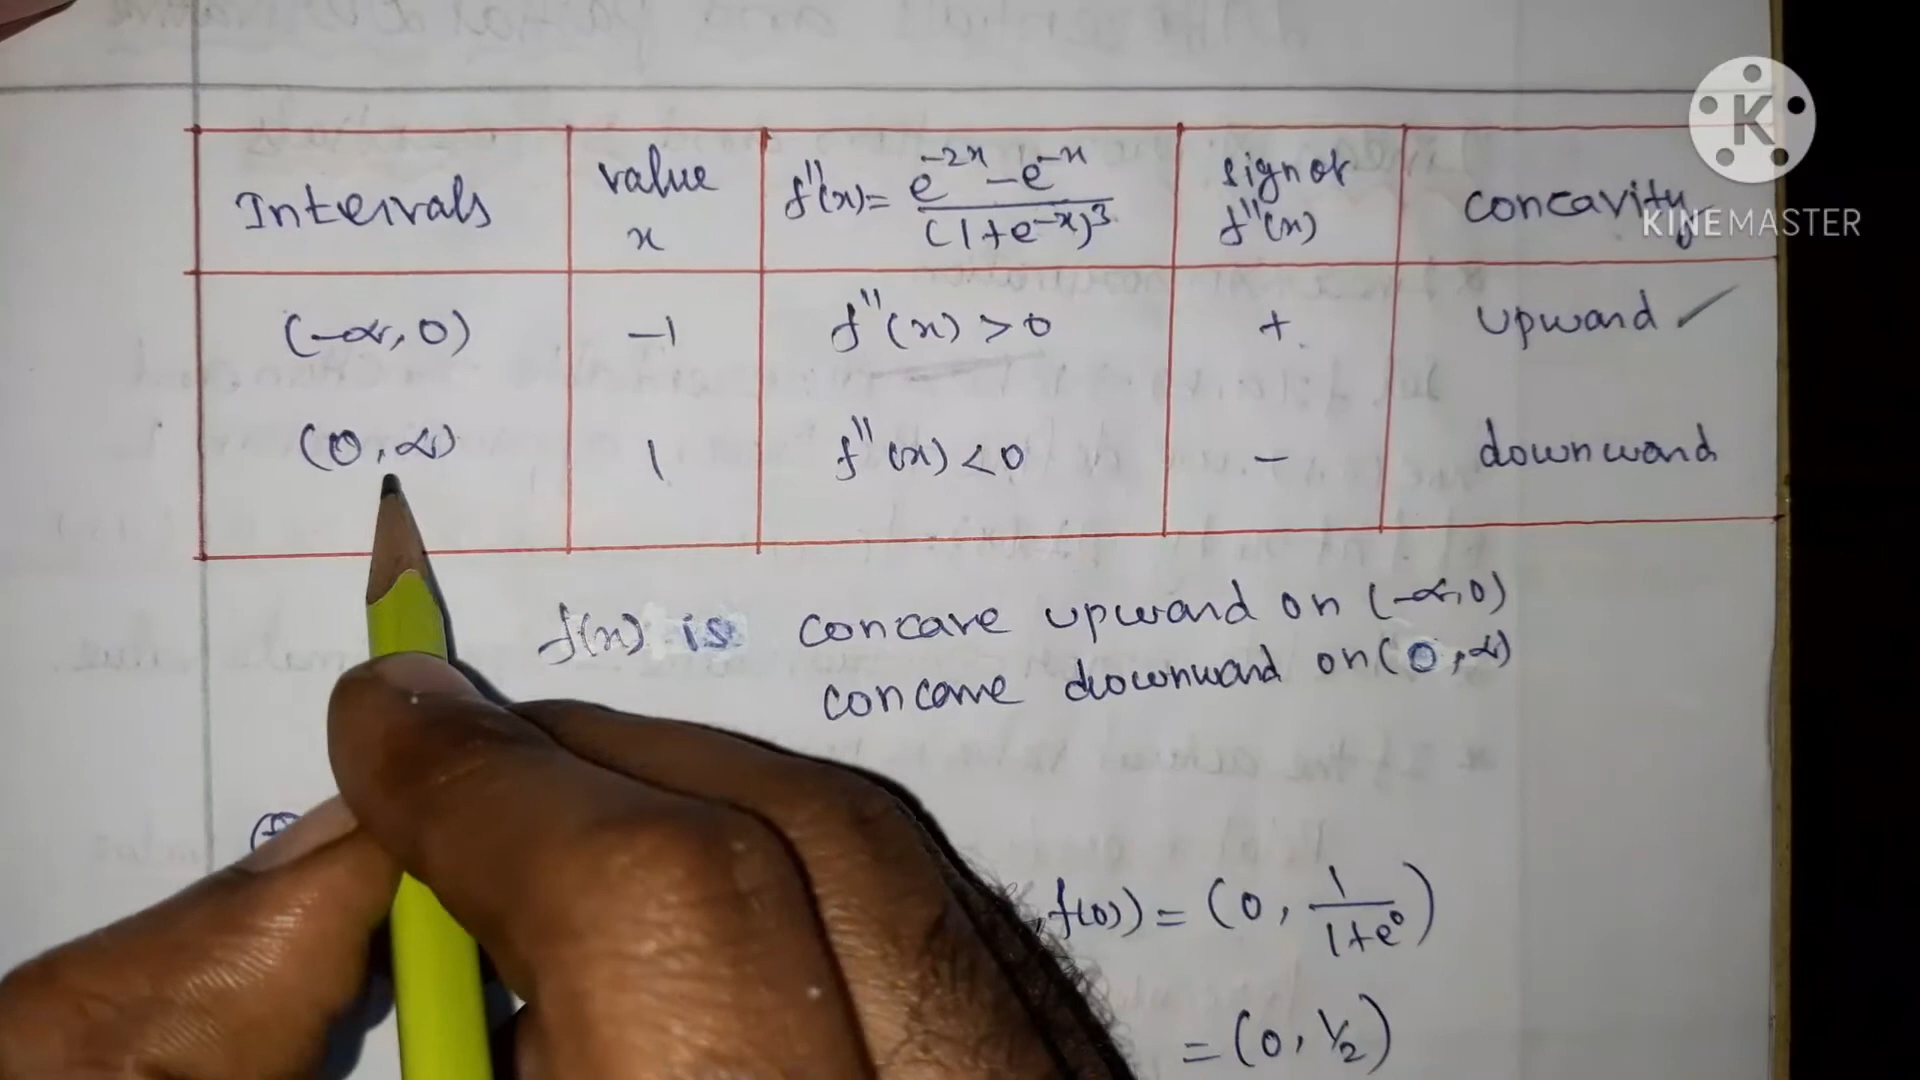 K
KINEMASTER
Intervals
value
x
f''(x) = e^-2x - e^-x / (1+e^-x)^3
sign of
f''(x)
concavity
(-∞, 0)
-1
f''(x) > 0
+
upward ✓
(0, ∞)
1
f''(x) < 0
-
downward
f(x) is concave upward on (-∞, 0)
concave downward on (0, ∞)
, f(0)) = (0, 1/1+e^0)
= (0, 1/2)